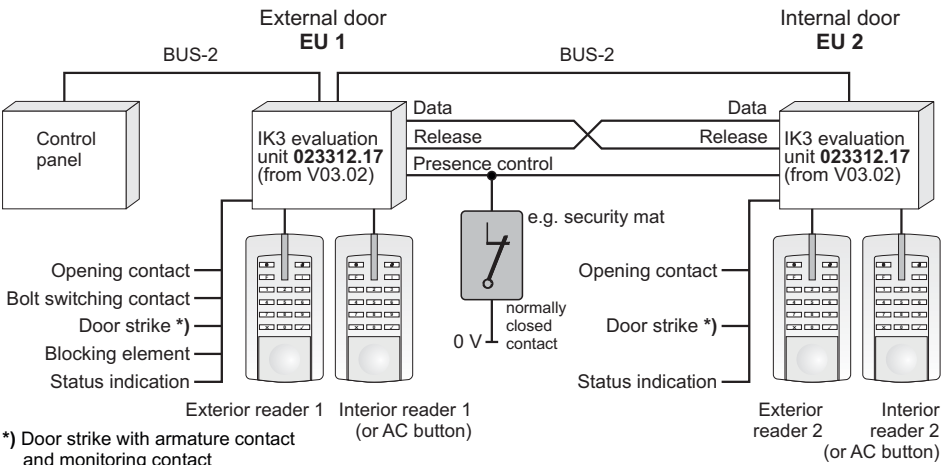 External door
EU 1
Internal door
EU 2
BUS-2
BUS-2
Control
panel
IK3 evaluation
unit 023312.17
(from V03.02)
Data
Release
Presence control
Data
Release
IK3 evaluation
unit 023312.17
(from V03.02)
e.g. security mat
normally
closed
contact
0 V
Opening contact
Bolt switching contact
Door strike *)
Blocking element
Status indication
Opening contact
Door strike *)
Status indication
Exterior reader 1
Interior reader 1
(or AC button)
Exterior
reader 2
Interior
reader 2
(or AC button)
*) Door strike with armature contact
and monitoring contact